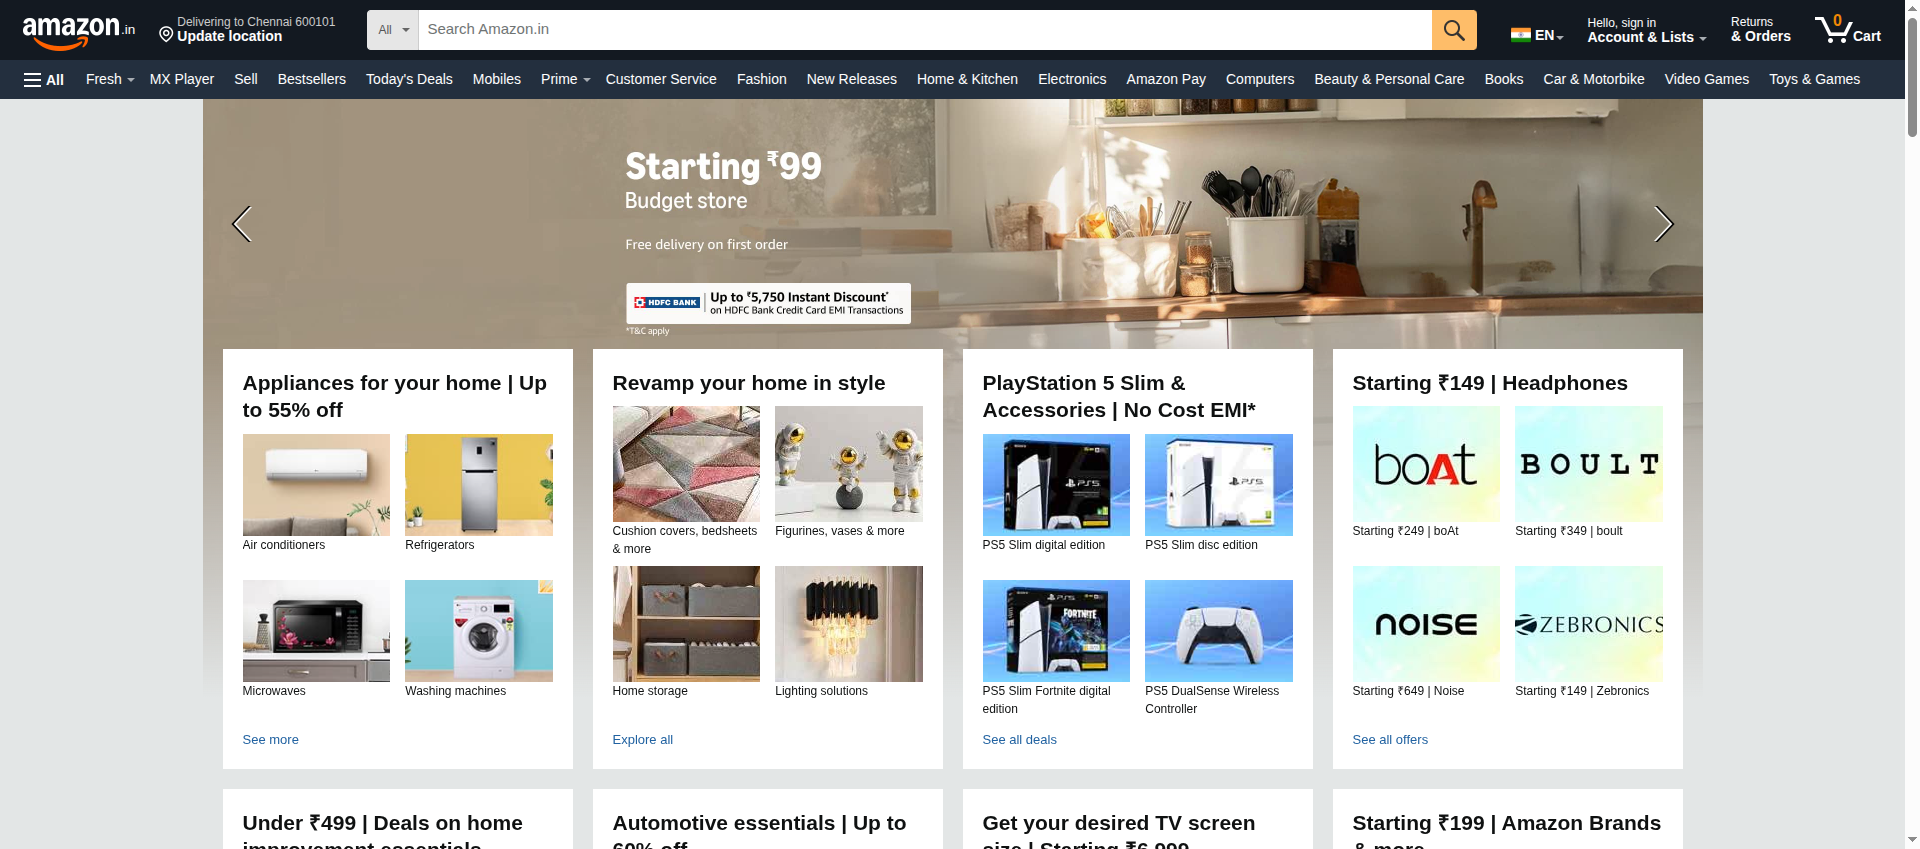 amazon.in
Delivering to Chennai 600101
Update location
All
Search Amazon.in
EN
Hello, sign in
Account & Lists
Returns
& Orders
0
Cart
All
Fresh
MX Player
Sell
Bestsellers
Today's Deals
Mobiles
Prime
Customer Service
Fashion
New Releases
Home & Kitchen
Electronics
Amazon Pay
Computers
Beauty & Personal Care
Books
Car & Motorbike
Video Games
Toys & Games
Starting ₹99
Budget store
Free delivery on first order
HDFC BANK
Up to ₹5,750 Instant Discount*
on HDFC Bank Credit Card EMI Transactions
*T&C apply
Appliances for your home | Up
to 55% off
Air conditioners
Refrigerators
Microwaves
Washing machines
See more
Revamp your home in style
Cushion covers, bedsheets
& more
Figurines, vases & more
Home storage
Lighting solutions
Explore all
PlayStation 5 Slim &
Accessories | No Cost EMI*
PS5
PS5
PS5 Slim digital edition
PS5 Slim disc edition
PS5
FORTNITE
PS5 Slim Fortnite digital
edition
PS5 DualSense Wireless
Controller
See all deals
Starting ₹149 | Headphones
boAt
BOULT
Starting ₹249 | boAt
Starting ₹349 | boult
NOISE
ZEBRONICS
Starting ₹649 | Noise
Starting ₹149 | Zebronics
See all offers
Under ₹499 | Deals on home
improvement essentials
Automotive essentials | Up to
60% off
Get your desired TV screen
size | Starting ₹6,999
Starting ₹199 | Amazon Brands
& more